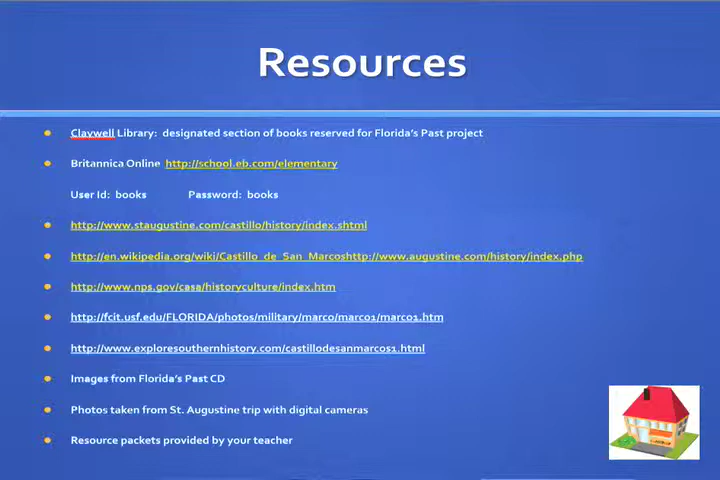 Resources
Claywell Library: designated section of books reserved for Florida's Past project
Britannica Online http://school.eb.com/elementary
User Id: books Password: books
http://www.staugustine.com/castillo/history/index.shtml
http://en.wikipedia.org/wiki/Castillo_de_San_Marcoshttp://www.augustine.com/history/index.php
http://www.nps.gov/casa/historyculture/index.htm
http://fcit.usf.edu/FLORIDA/photos/military/marco/marco1/marco1.htm
http://www.exploresouthernhistory.com/castillodesanmarcos1.html
Images from Florida's Past CD
Photos taken from St. Augustine trip with digital cameras
Resource packets provided by your teacher